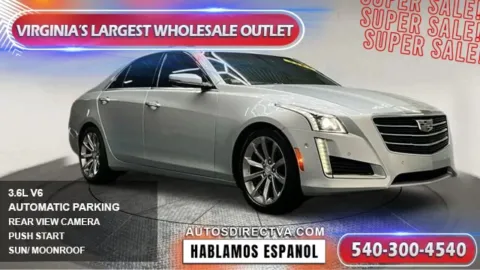 VIRGINIA'S LARGEST WHOLESALE OUTLET
SUPER SALE!
SUPER SALE!
SUPER SALE!
3.6L V6
AUTOMATIC PARKING
REAR VIEW CAMERA
PUSH START
SUN/ MOONROOF
AUTOSDIRECTVA.COM
HABLAMOS ESPANOL
540-300-4540